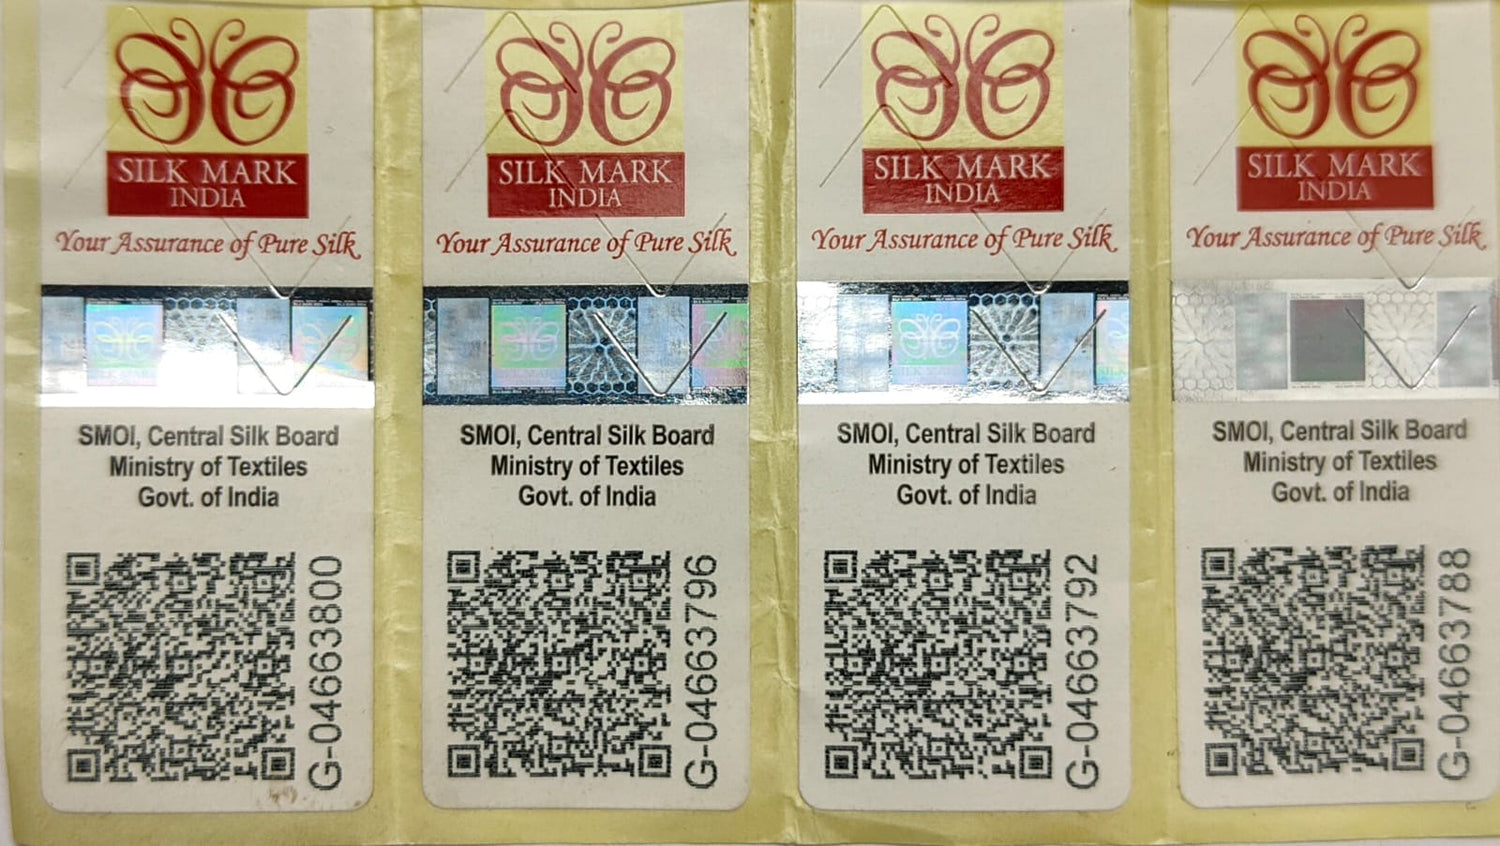 SILK MARK
INDIA
Your Assurance of Pure Silk
SMOI, Central Silk Board
Ministry of Textiles
Govt. of India
G-04663800
SILK MARK
INDIA
Your Assurance of Pure Silk
SMOI, Central Silk Board
Ministry of Textiles
Govt. of India
G-04663796
SILK MARK
INDIA
Your Assurance of Pure Silk
SMOI, Central Silk Board
Ministry of Textiles
Govt. of India
G-04663792
SILK MARK
INDIA
Your Assurance of Pure Silk
SMOI, Central Silk Board
Ministry of Textiles
Govt. of India
G-04663788